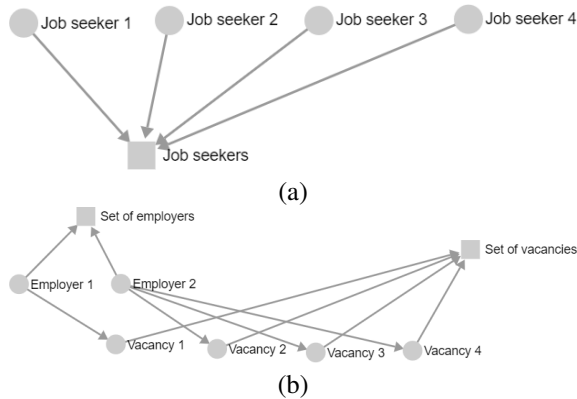 Job seeker 1
Job seeker 2
Job seeker 3
Job seeker 4
Job seekers
(a)
Set of employers
Set of vacancies
Employer 1
Employer 2
Vacancy 1
Vacancy 2
Vacancy 3
Vacancy 4
(b)